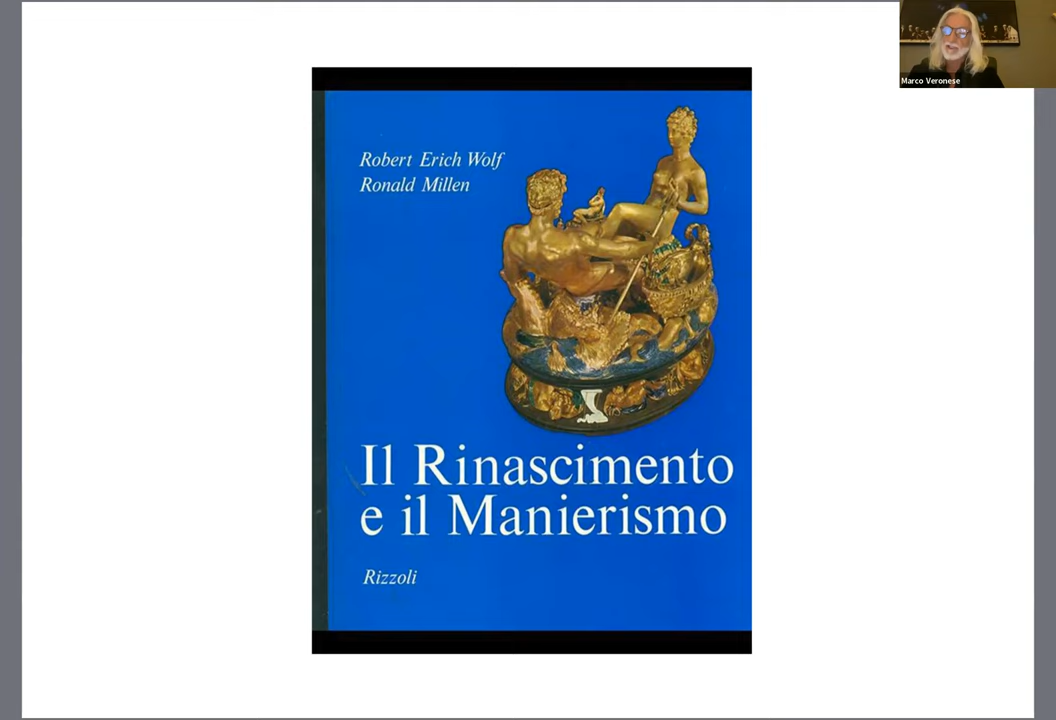 Marco Veronese
Robert Erich Wolf
Ronald Millen
Il Rinascimento
e il Manierismo
Rizzoli